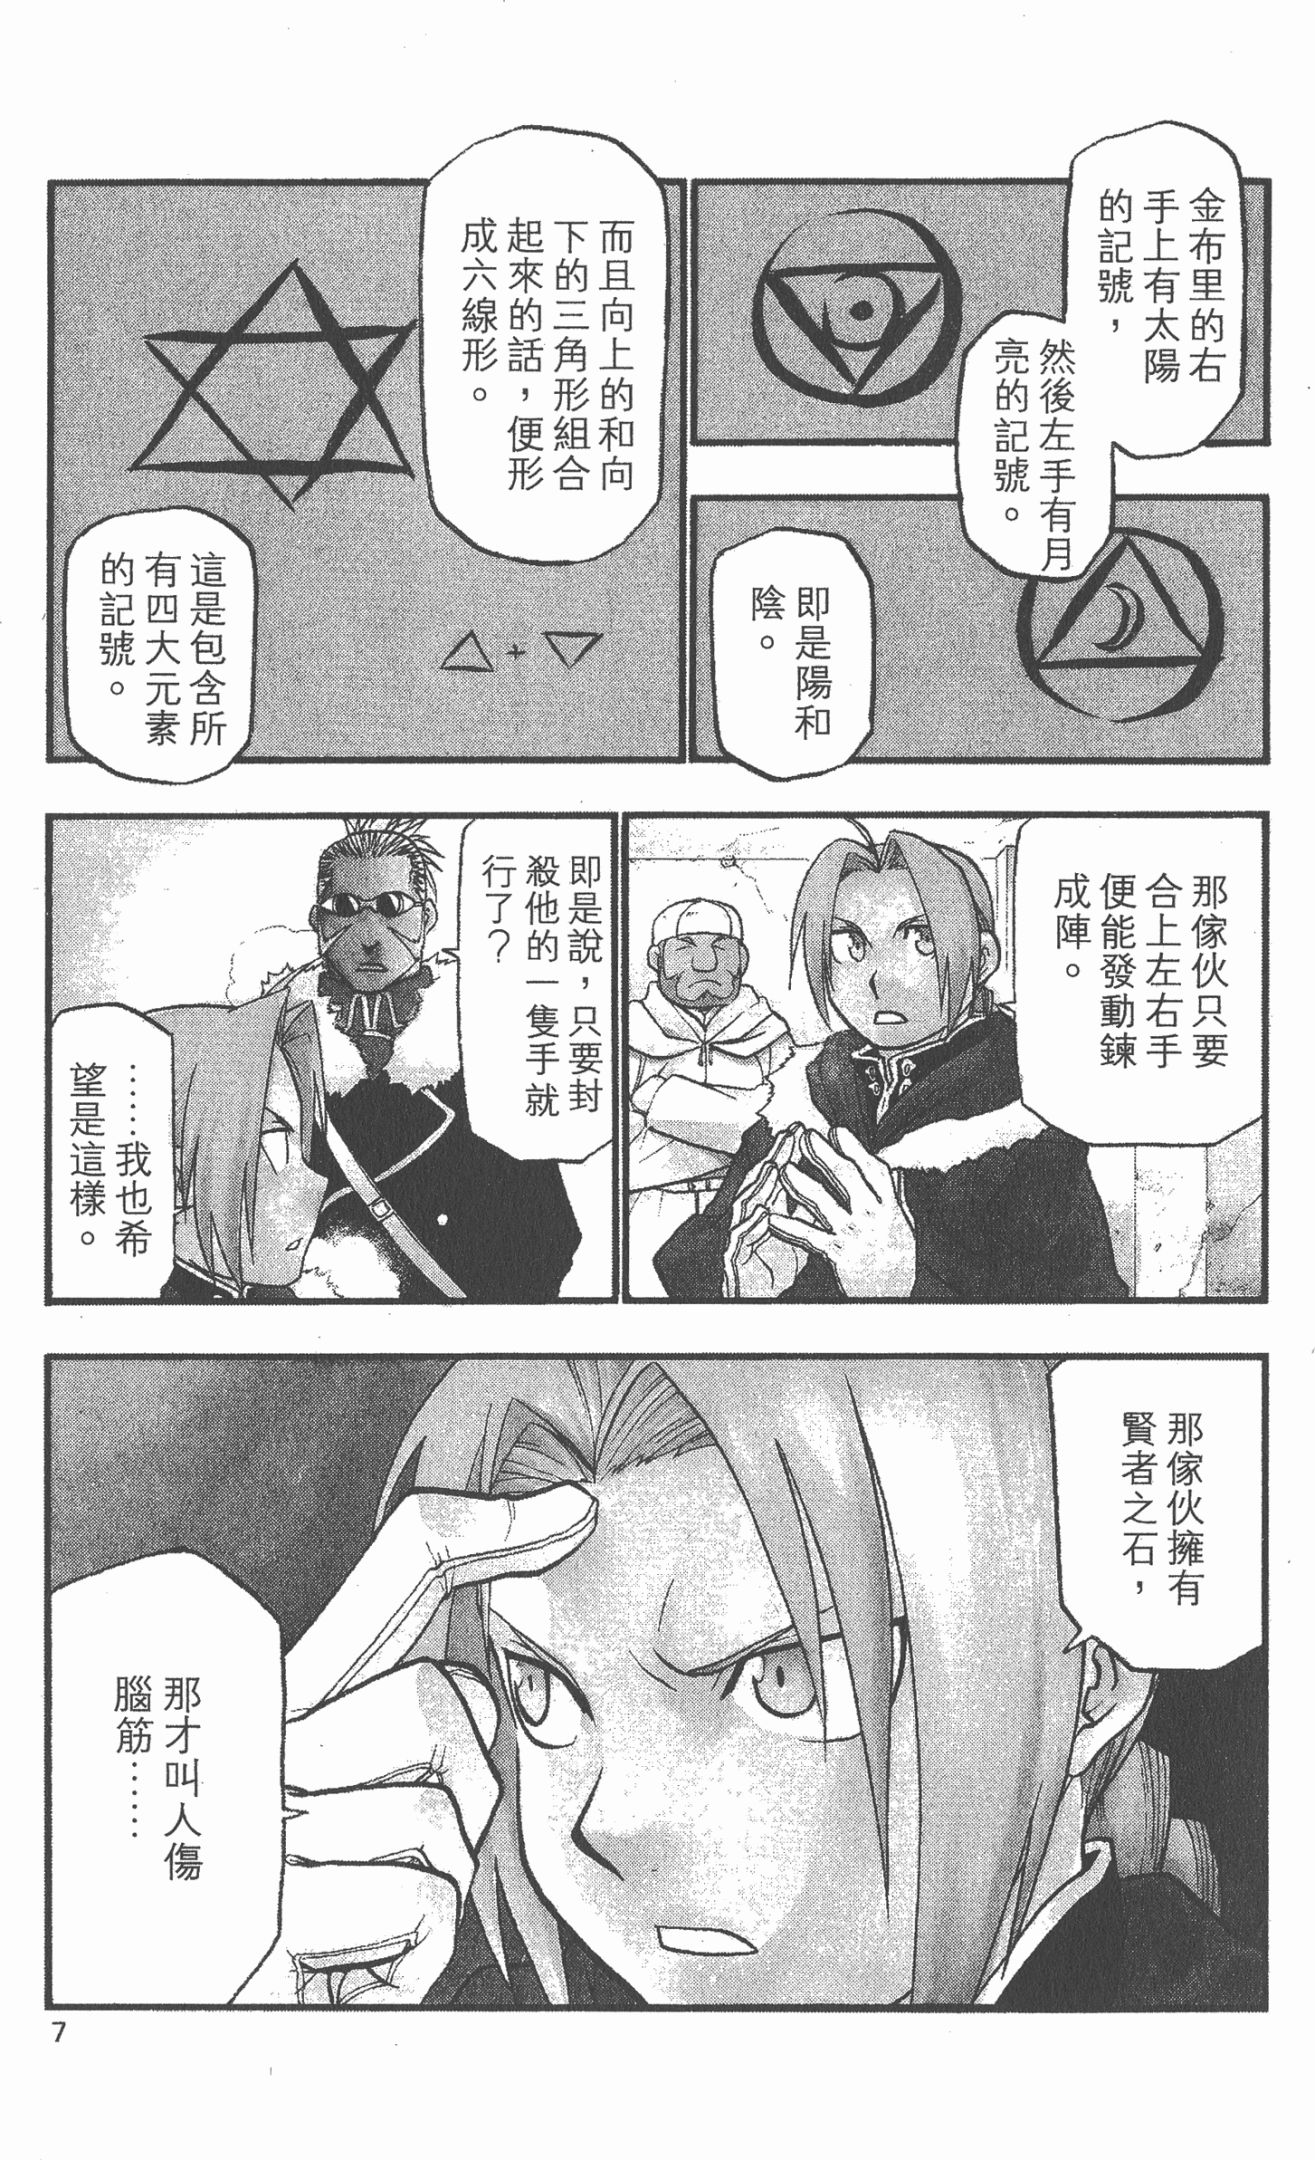 金布里的右
手上有太陽
的記號，
然後左手有月
亮的記號。
即是陽和
陰。
而且向上的和向
下的三角形組合
起來的話，便形
成六線形。
這是包含所
有四大元素
的記號。
那傢伙只要
合上左右手
便能發動鍊
成陣。
即是說，只要封
殺他的一隻手就
行了？
……我也希
望是這樣。
那傢伙擁有
賢者之石，
那才叫人傷
腦筋……
7